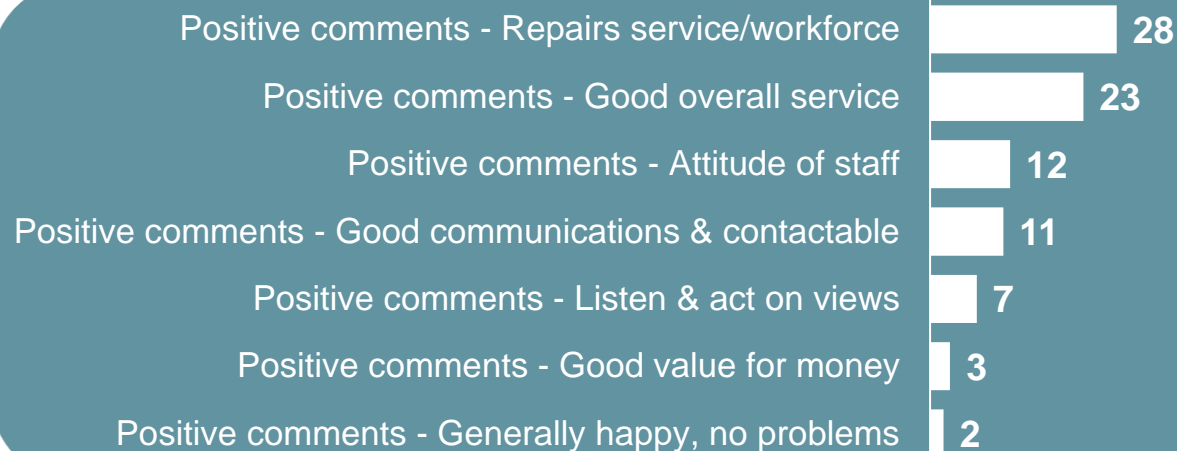 Positive comments - Repairs service/workforce 28
Positive comments - Good overall service 23
Positive comments - Attitude of staff 12
Positive comments - Good communications & contactable 11
Positive comments - Listen & act on views 7
Positive comments - Good value for money 3
Positive comments - Generally happy, no problems 2